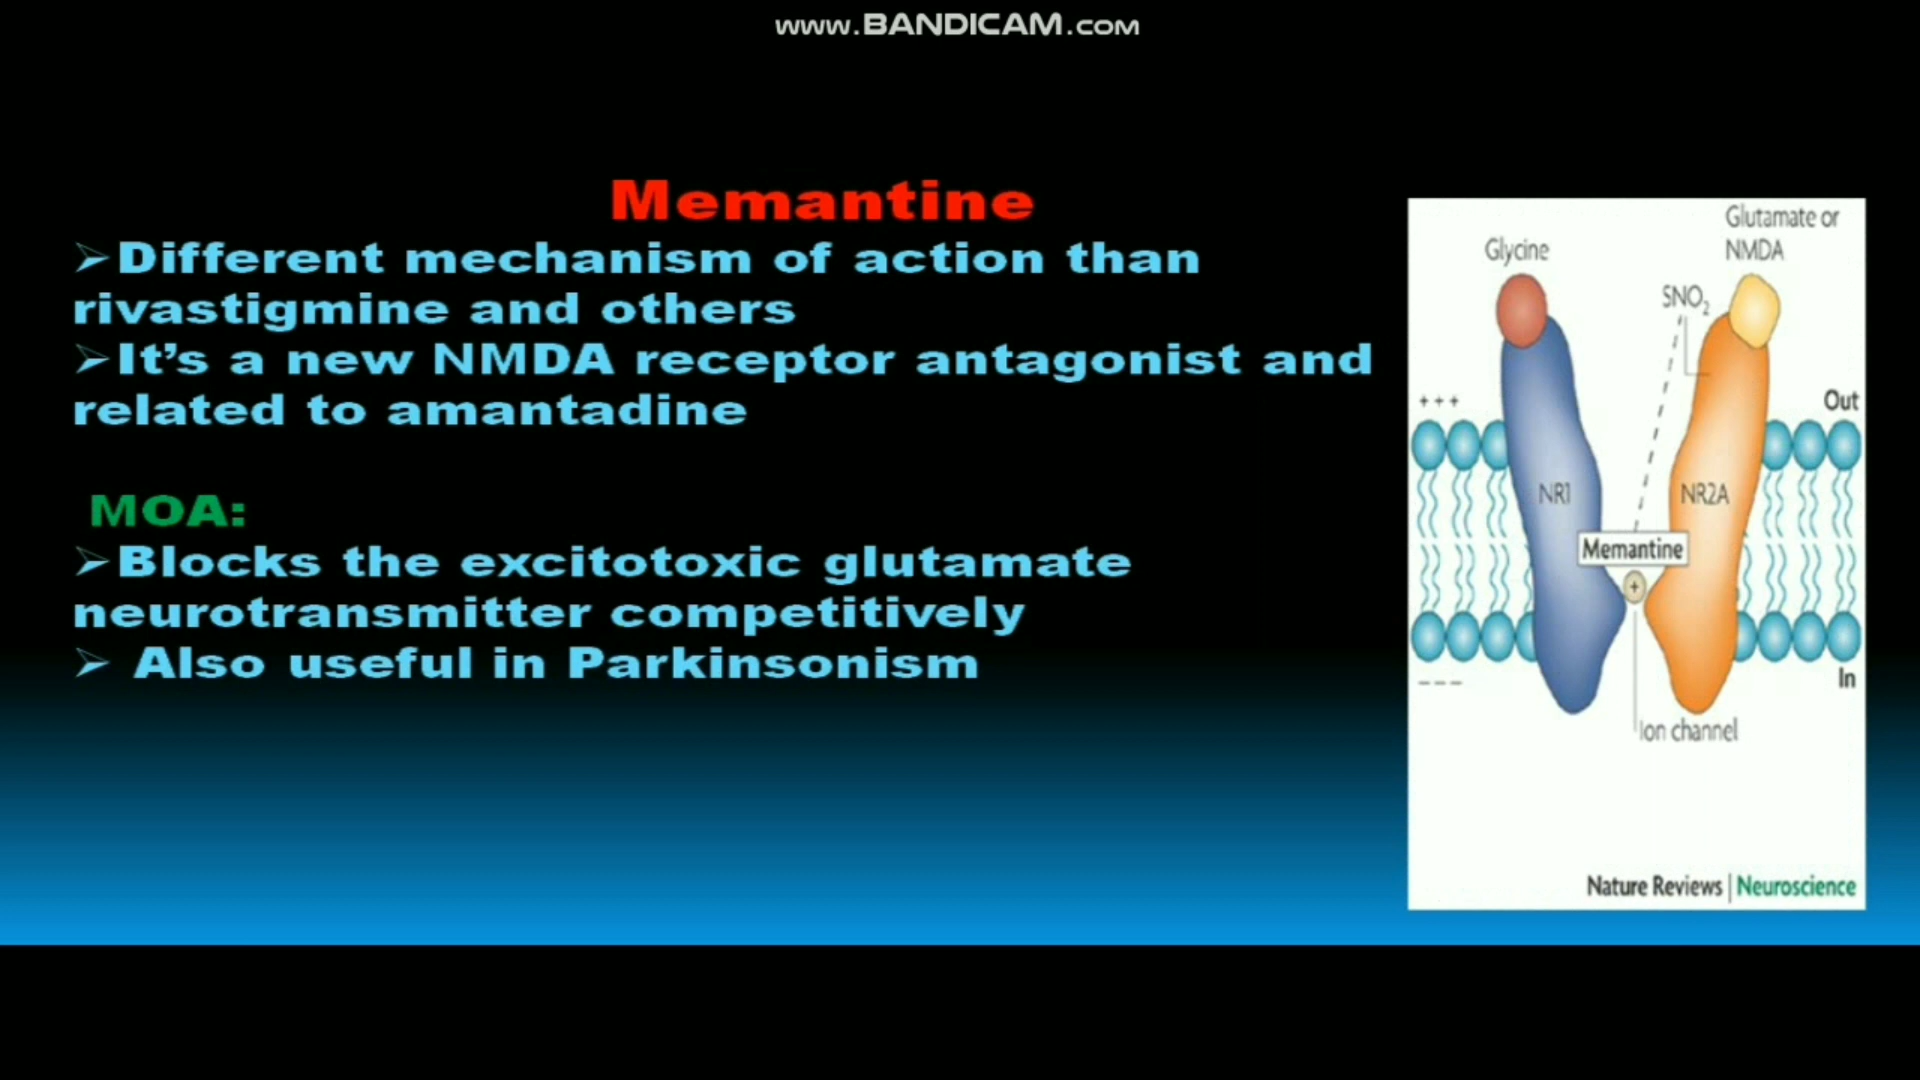 www.BANDICAM.com
Memantine
➢Different mechanism of action than
rivastigmine and others
➢It's a new NMDA receptor antagonist and
related to amantadine
MOA:
➢Blocks the excitotoxic glutamate
neurotransmitter competitively
➢ Also useful in Parkinsonism
Glutamate or
NMDA
Glycine
SNO2
+ + +
Out
NR1
NR2A
Memantine
+
In
– – –
Ion channel
Nature Reviews | Neuroscience